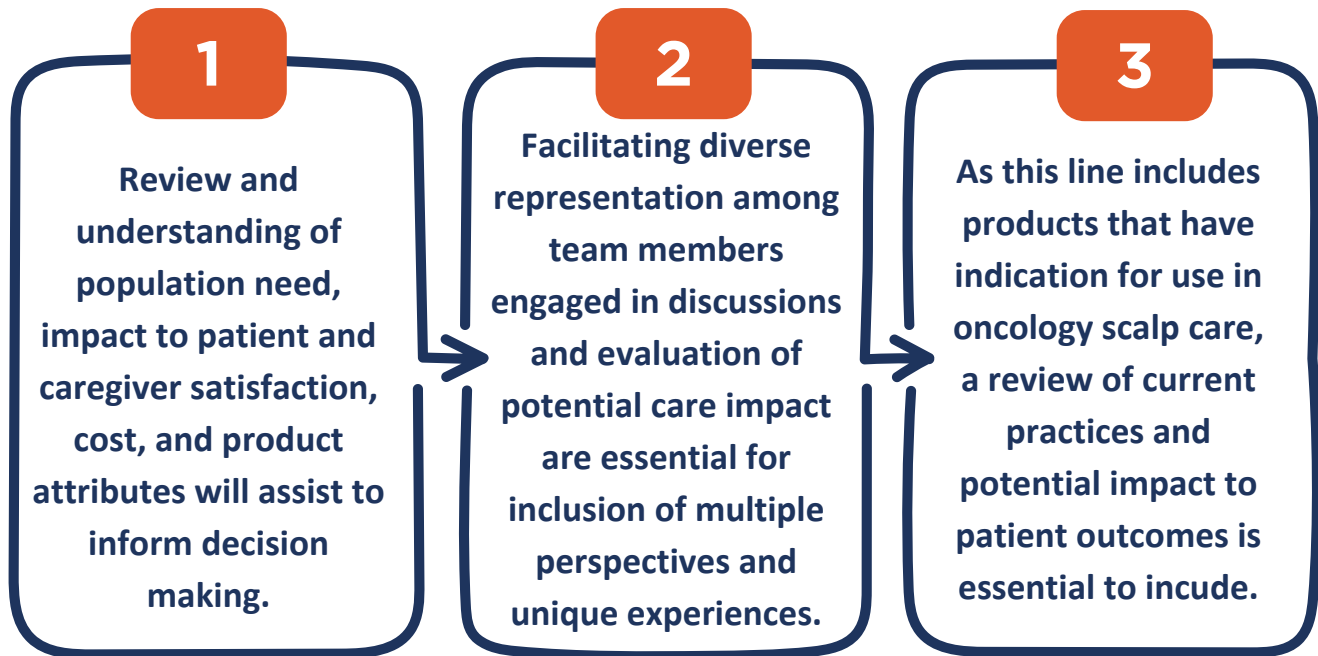 1
Review and
understanding of
population need,
impact to patient and
caregiver satisfaction,
cost, and product
attributes will assist to
inform decision
making.
2
Facilitating diverse
representation among
team members
engaged in discussions
and evaluation of
potential care impact
are essential for
inclusion of multiple
perspectives and
unique experiences.
3
As this line includes
products that have
indication for use in
oncology scalp care,
a review of current
practices and
potential impact to
patient outcomes is
essential to incude.